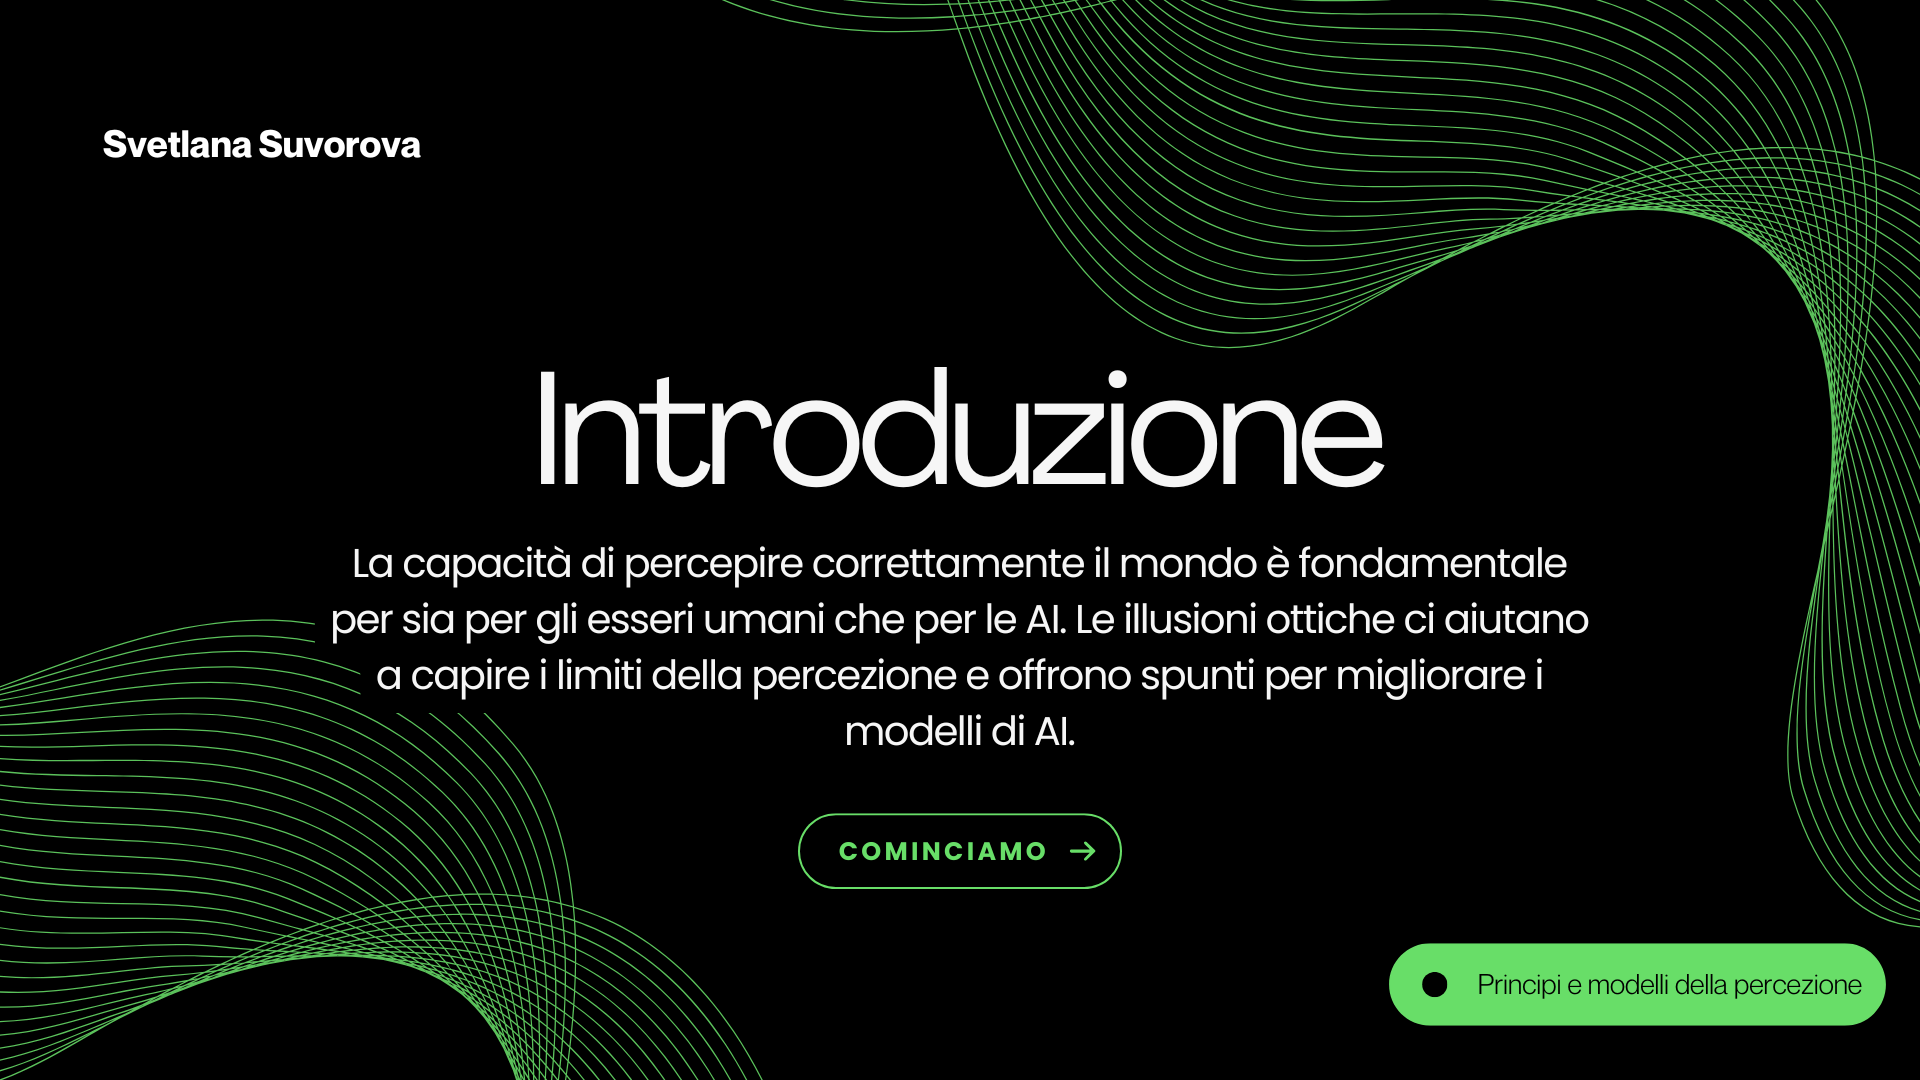 Svetlana Suvorova
Introduzione
La capacità di percepire correttamente il mondo è fondamentale
per sia per gli esseri umani che per le AI. Le illusioni ottiche ci aiutano
a capire i limiti della percezione e offrono spunti per migliorare i
modelli di AI.
COMINCIAMO
Principi e modelli della percezione